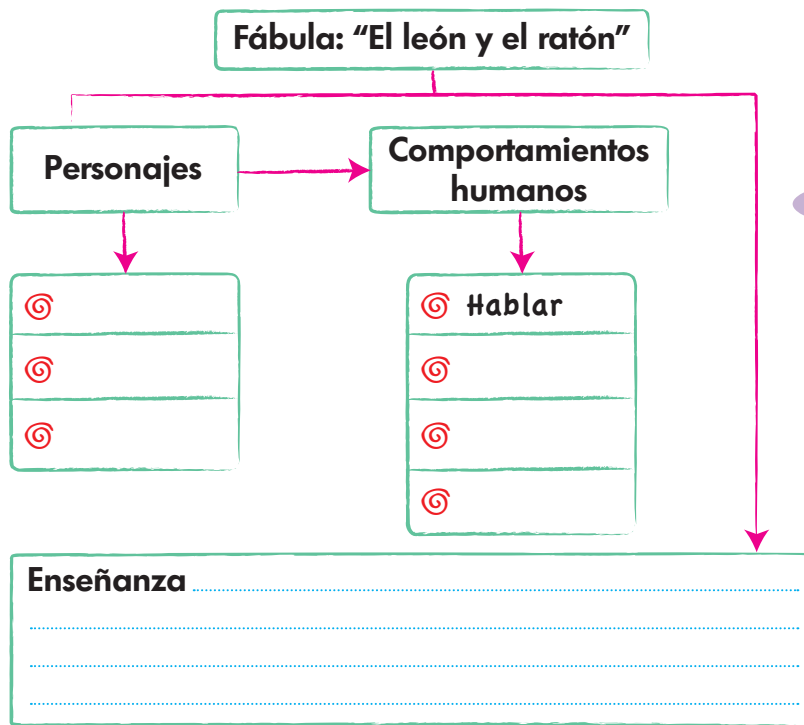 Fábula: “El león y el ratón”
Personajes
Comportamientos
humanos
Hablar
Enseñanza